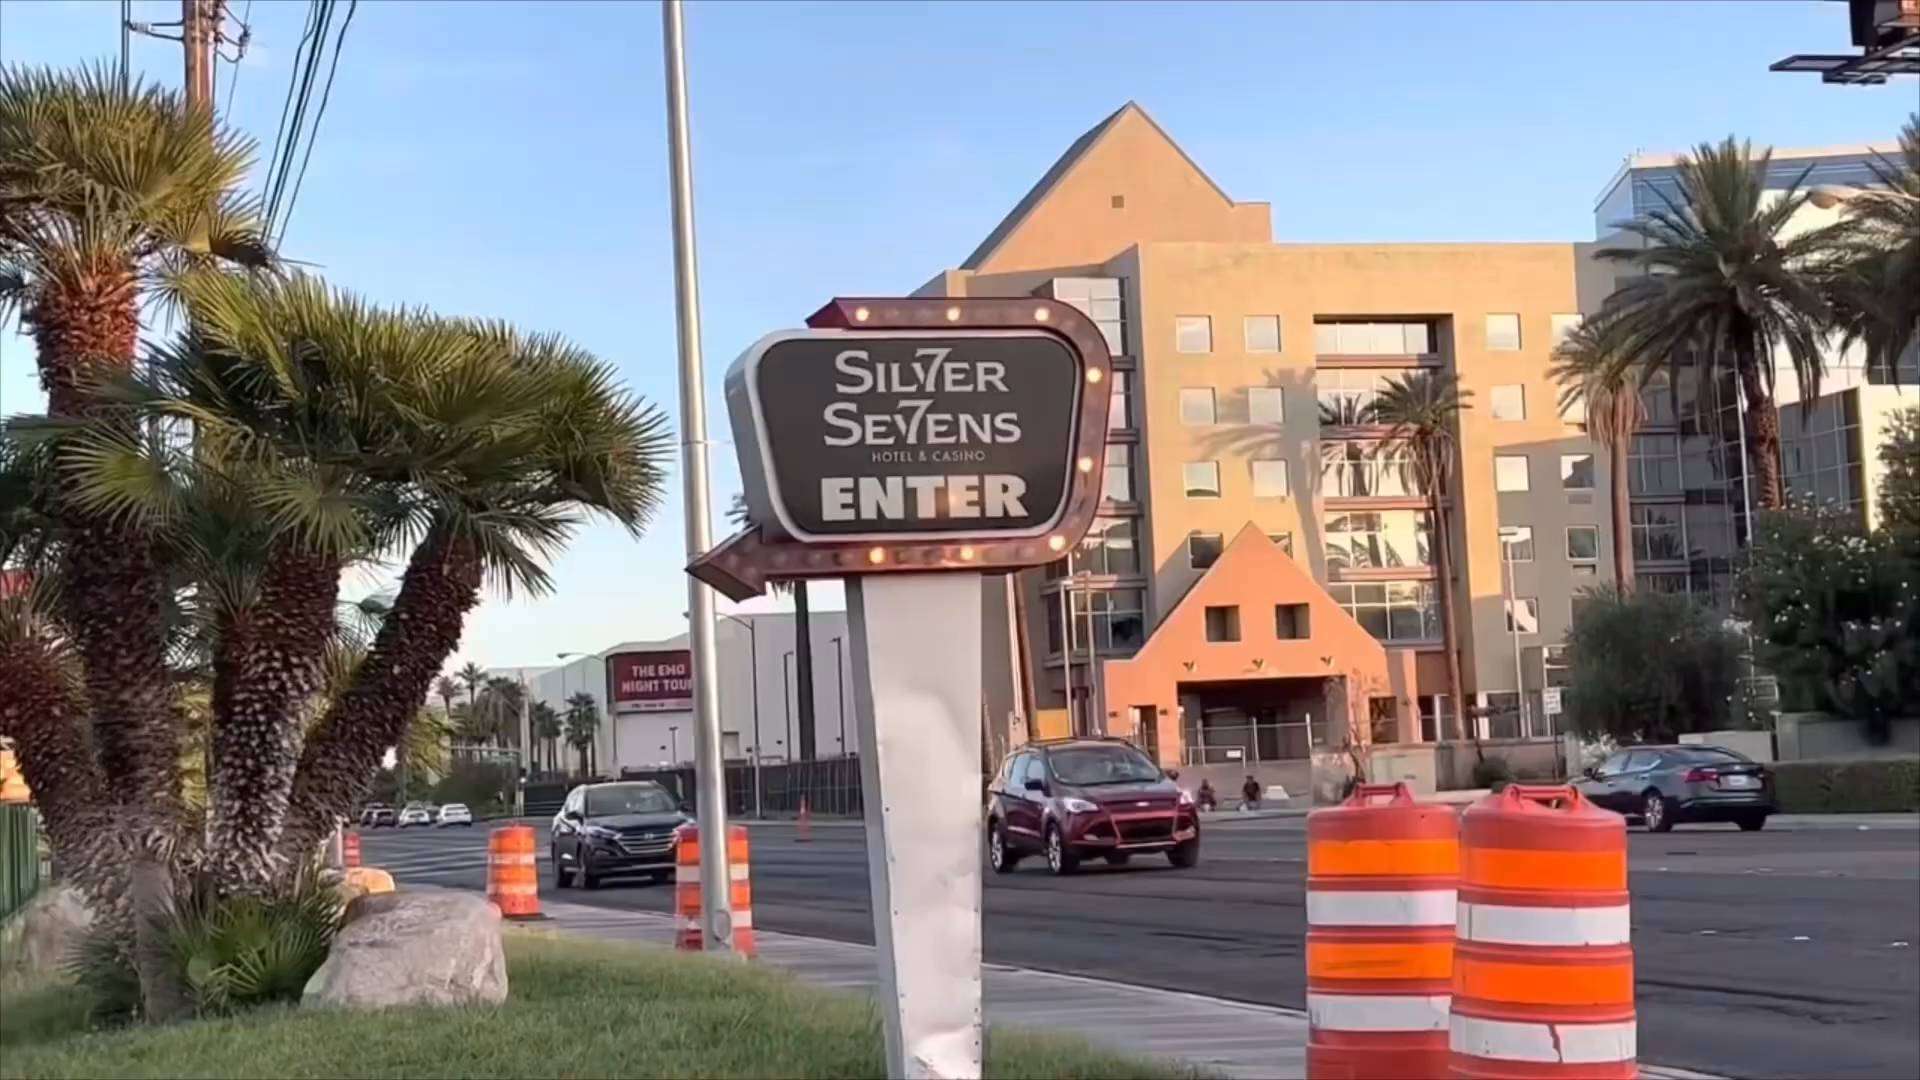 SILVER
SEVENS
HOTEL & CASINO
ENTER
THE EMO
NIGHT TOUR